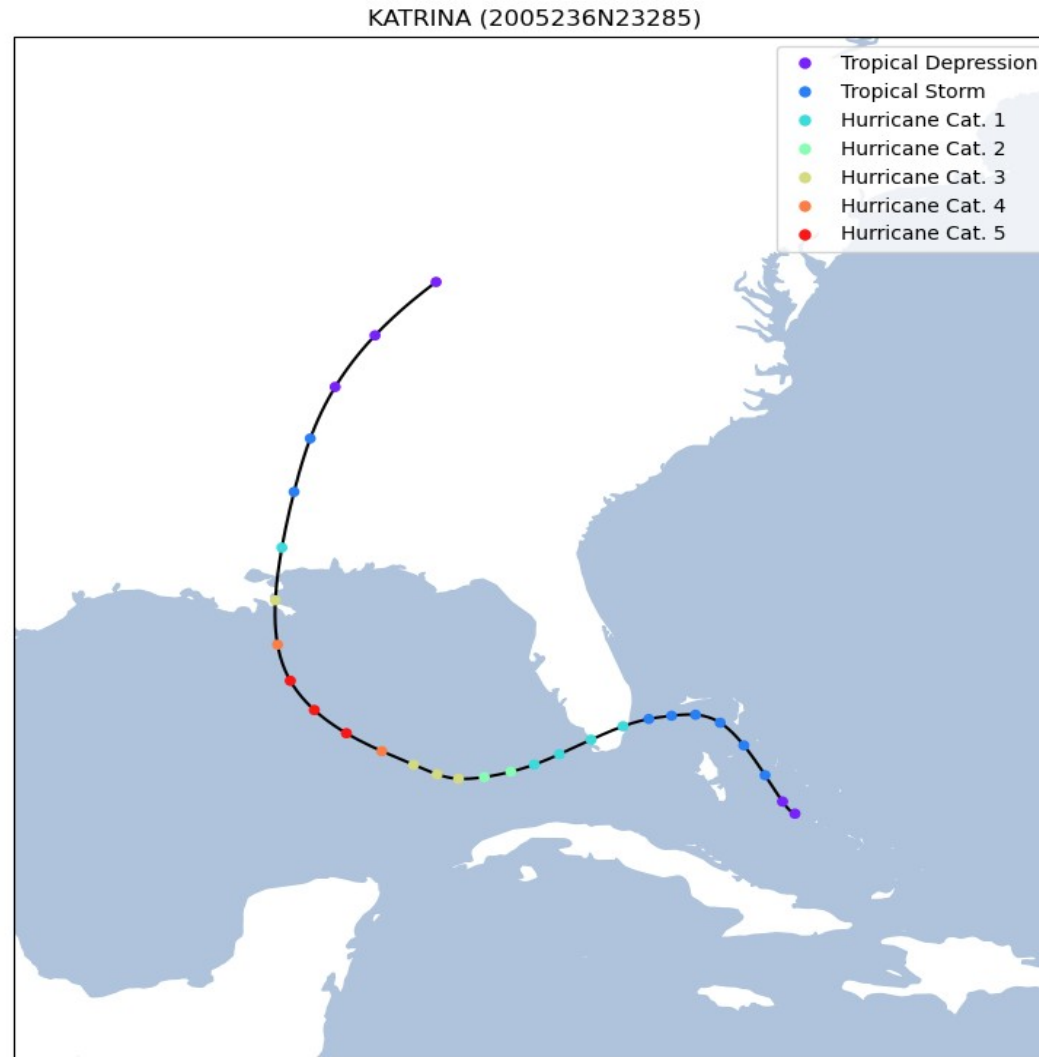 KATRINA (2005236N23285)
Tropical Depression
Tropical Storm
Hurricane Cat. 1
Hurricane Cat. 2
Hurricane Cat. 3
Hurricane Cat. 4
Hurricane Cat. 5